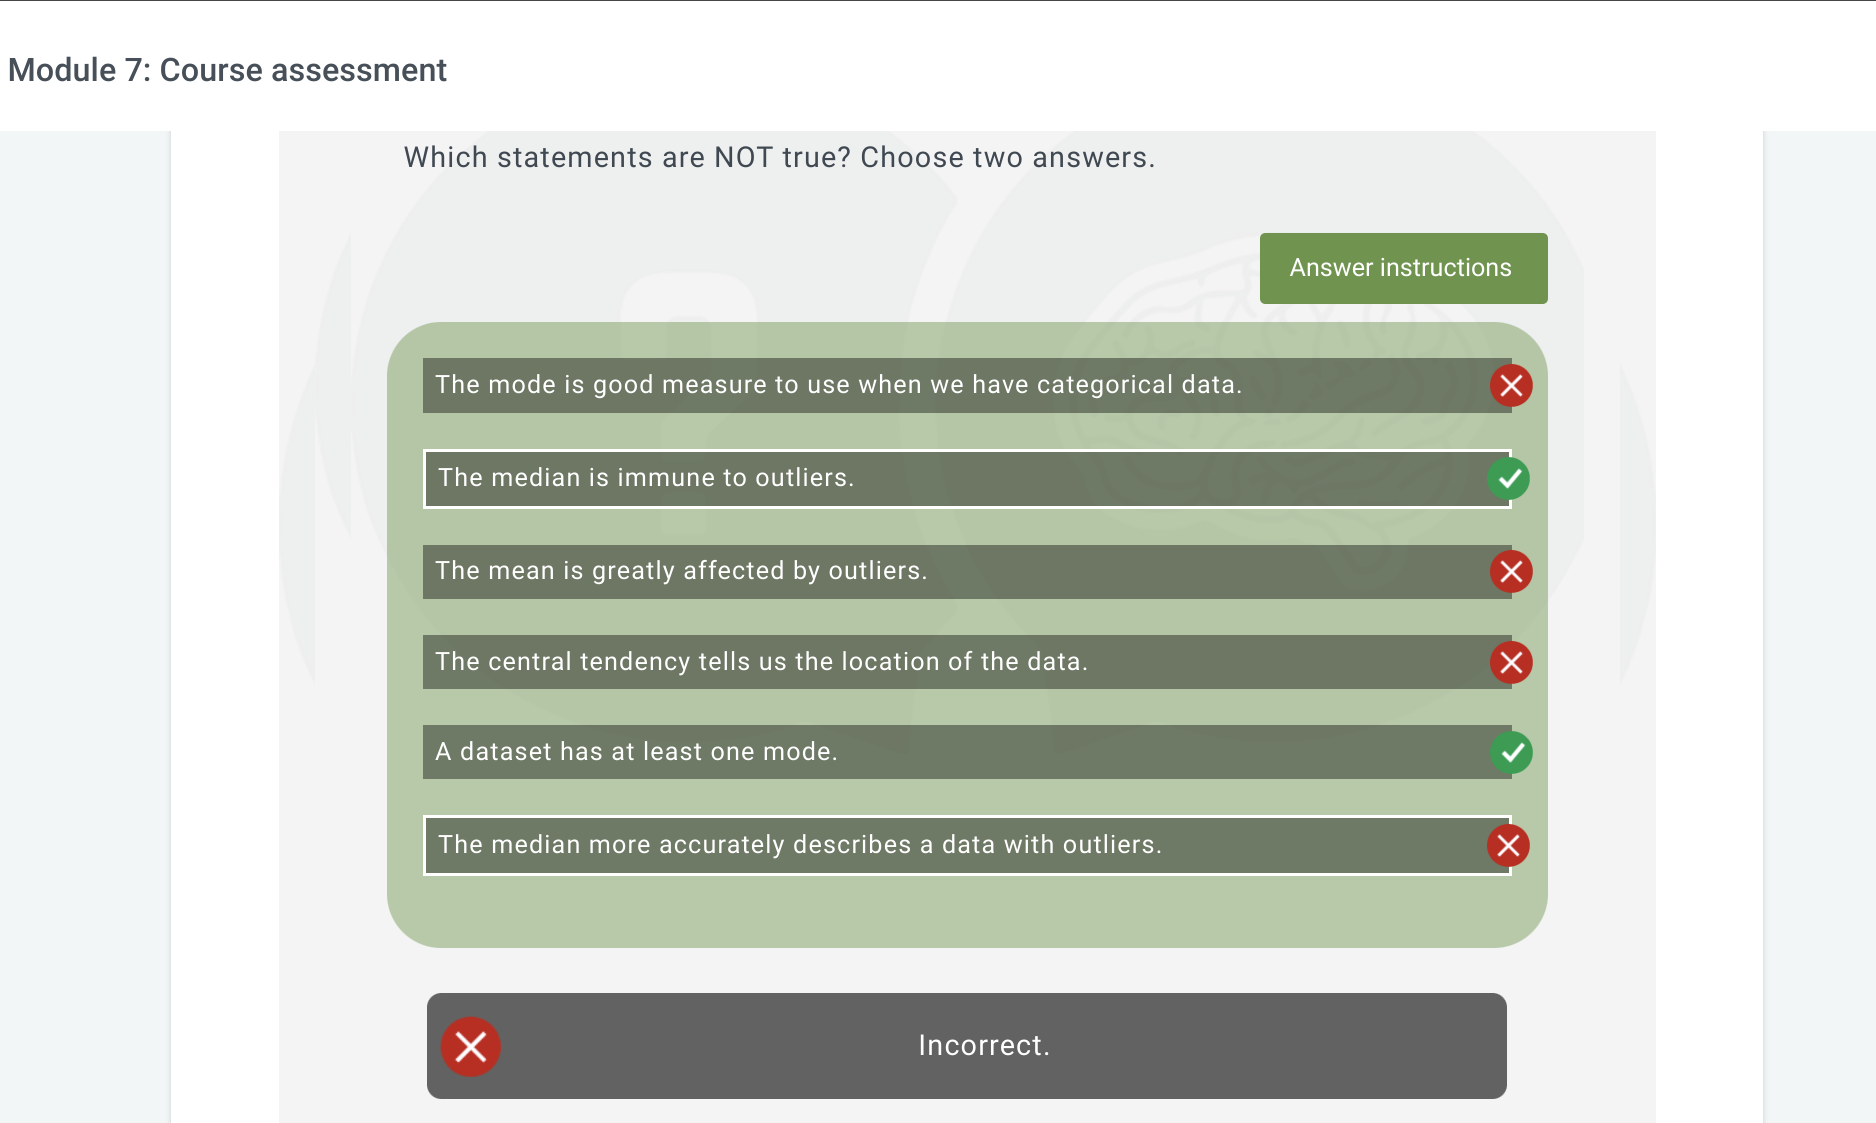 Module 7: Course assessment
Which statements are NOT true? Choose two answers.
Answer instructions
The mode is good measure to use when we have categorical data.
The median is immune to outliers.
The mean is greatly affected by outliers.
The central tendency tells us the location of the data.
A dataset has at least one mode.
The median more accurately describes a data with outliers.
Incorrect.